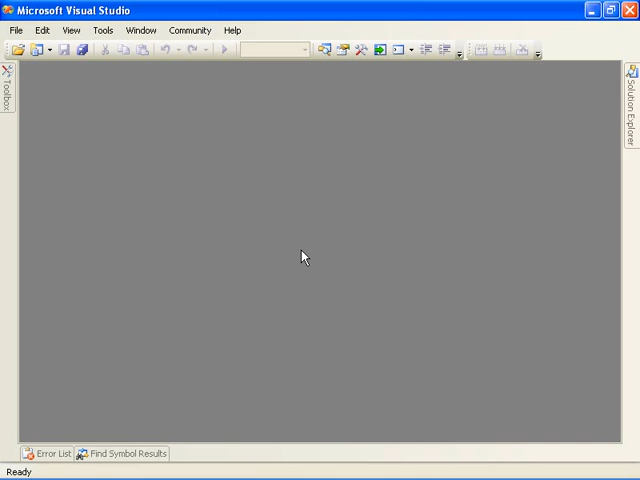 Microsoft Visual Studio
File Edit View Tools Window Community Help
Toolbox
Solution Explorer
Error List Find Symbol Results
Ready